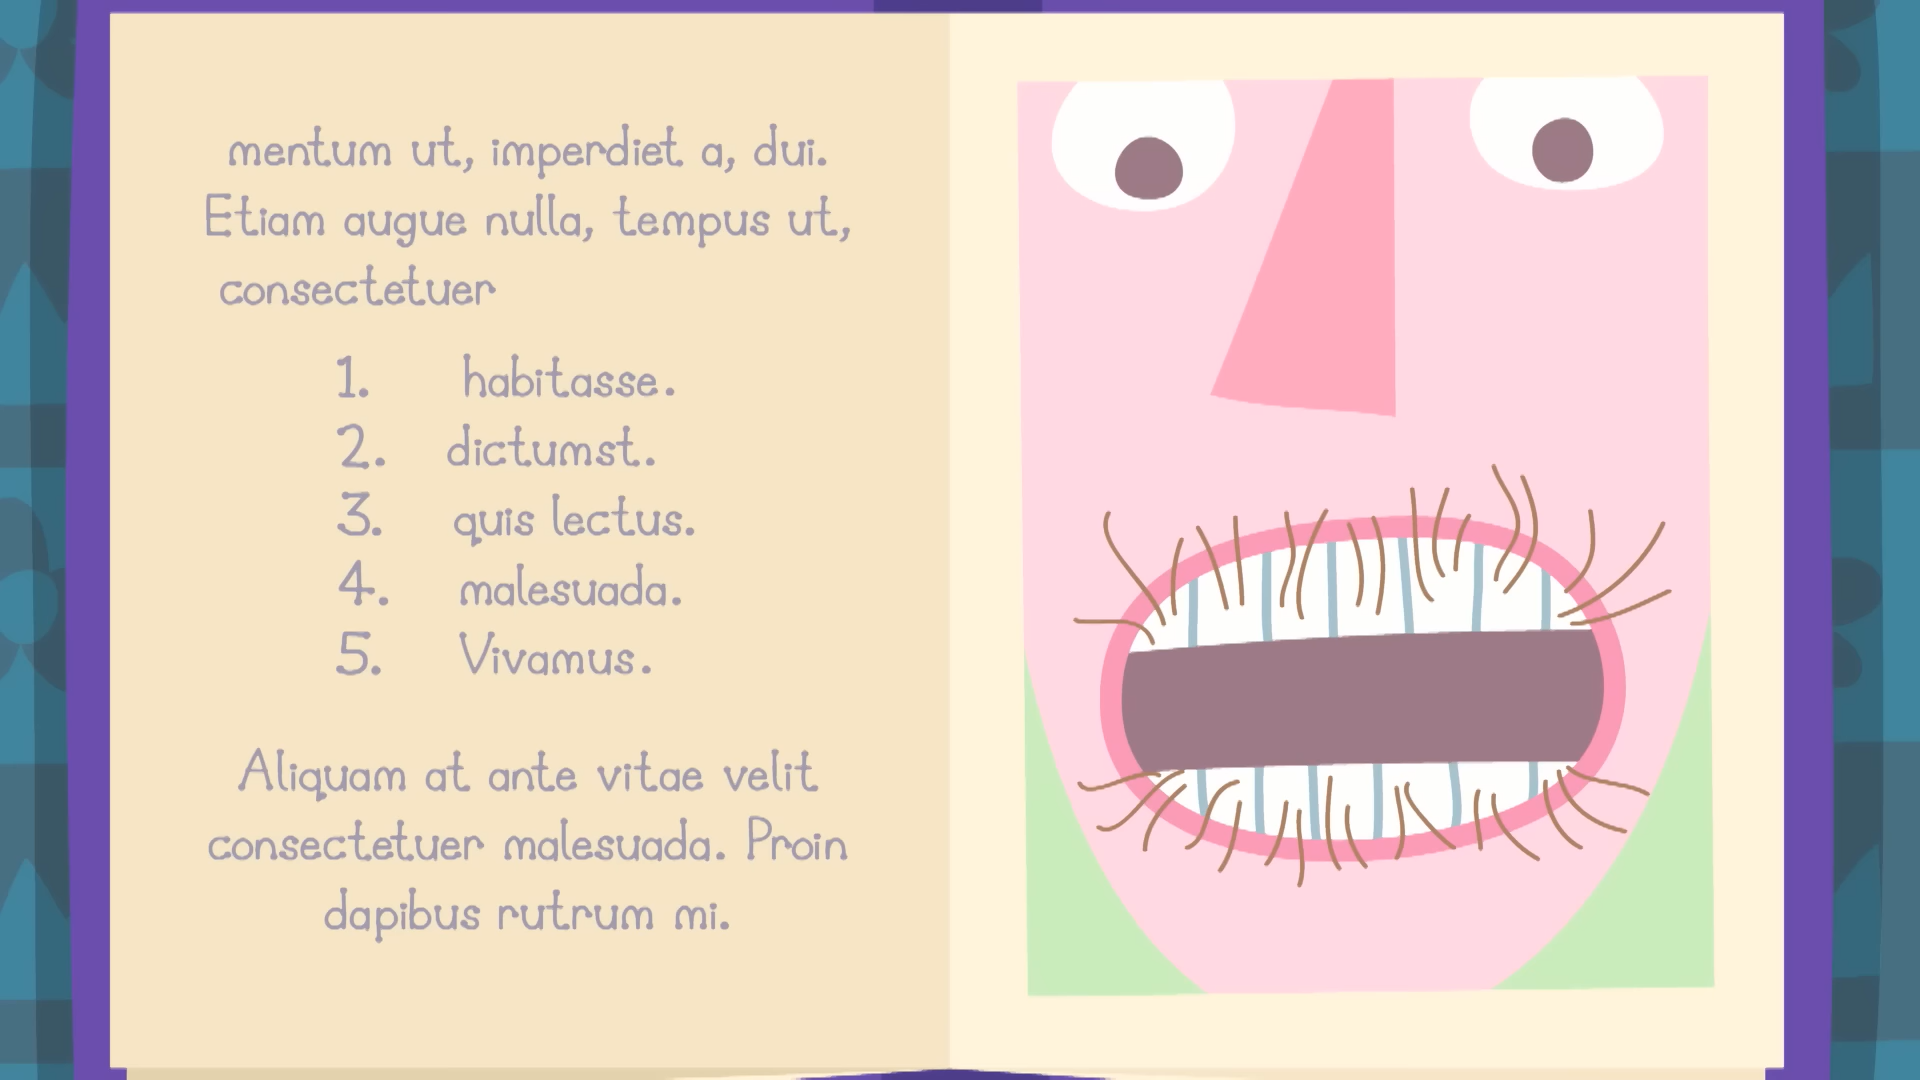 mentum ut, imperdiet a, dui.
Etiam augue nulla, tempus ut,
consectetuer
1. habitasse.
2. dictumst.
3. quis lectus.
4. malesuada.
5. Vivamus.
Aliquam at ante vitae velit
consectetuer malesuada. Proin
dapibus rutrum mi.